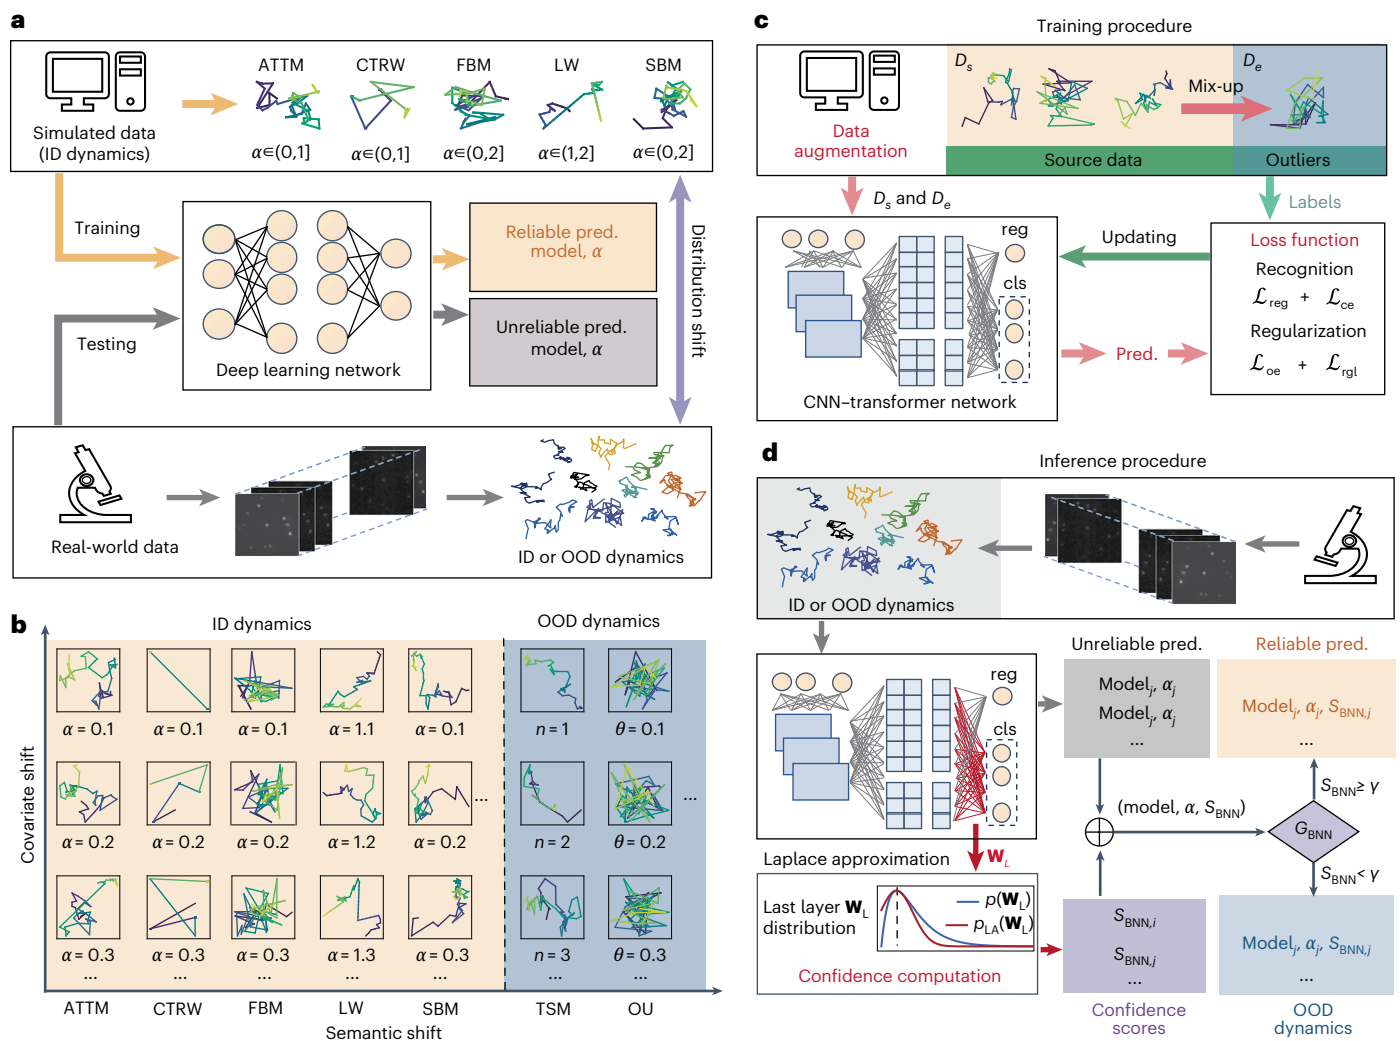 a
ATTM CTRW FBM LW SBM
Simulated data
(ID dynamics)
α∈(0,1] α∈(0,1] α∈(0,2] α∈(1,2] α∈(0,2]
Training
Testing
Deep learning network
Reliable pred.
model, α
Unreliable pred.
model, α
Distribution shift
Real-world data
ID or OOD dynamics
b
ID dynamics OOD dynamics
Covariate shift
α = 0.1 α = 0.1 α = 0.1 α = 1.1 α = 0.1 n = 1 θ = 0.1
... ...
α = 0.2 α = 0.2 α = 0.2 α = 1.2 α = 0.2 n = 2 θ = 0.2
α = 0.3 α = 0.3 α = 0.3 α = 1.3 α = 0.3 n = 3 θ = 0.3
... ... ... ... ... ... ...
ATTM CTRW FBM LW SBM TSM OU
Semantic shift
c
Training procedure
Data
augmentation
Ds
Mix-up
De
Source data Outliers
Ds and De
Labels
reg
cls
CNN–transformer network
Updating
Pred.
Loss function
Recognition
ℒreg + ℒce
Regularization
ℒoe + ℒrgl
d
Inference procedure
ID or OOD dynamics
reg
cls
Laplace approximation
WL
Last layer WL
distribution
p(WL)
pLA(WL)
Confidence computation
Unreliable pred.
Modelj, αj
Modelj, αj
...
Reliable pred.
Modelj, αj, SBNN,j
...
(model, α, SBNN)
SBNN ≥ γ
GBNN
SBNN < γ
SBNN,i
SBNN,j
...
Confidence
scores
Modelj, αj, SBNN,j
...
OOD
dynamics